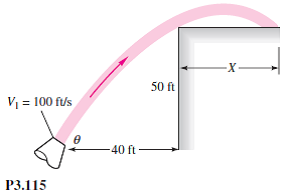 X
50 ft
V₁ = 100 ft/s
θ
40 ft
P3.115